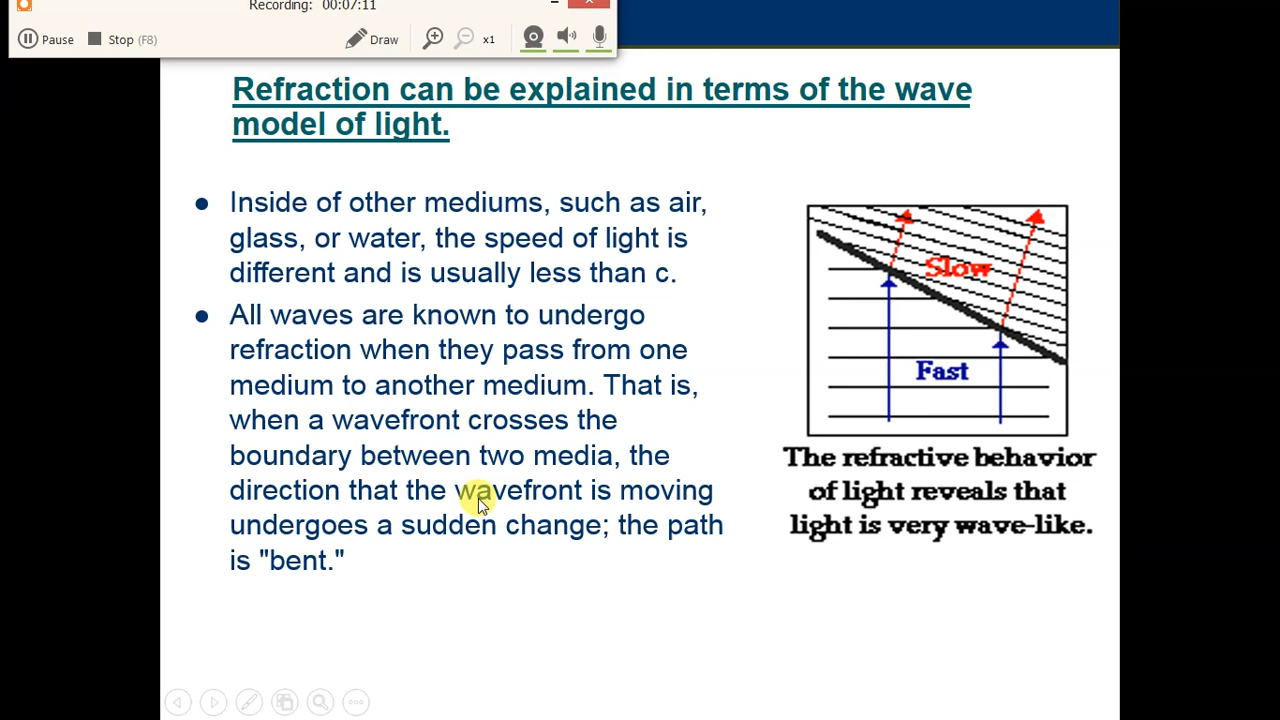 Recording: 00:07:11
Pause Stop (F8) Draw x1
Refraction can be explained in terms of the wave
model of light.
● Inside of other mediums, such as air,
glass, or water, the speed of light is
different and is usually less than c.
● All waves are known to undergo
refraction when they pass from one
medium to another medium. That is,
when a wavefront crosses the
boundary between two media, the
direction that the wavefront is moving
undergoes a sudden change; the path
is "bent."
Slow
Fast
The refractive behavior
of light reveals that
light is very wave-like.